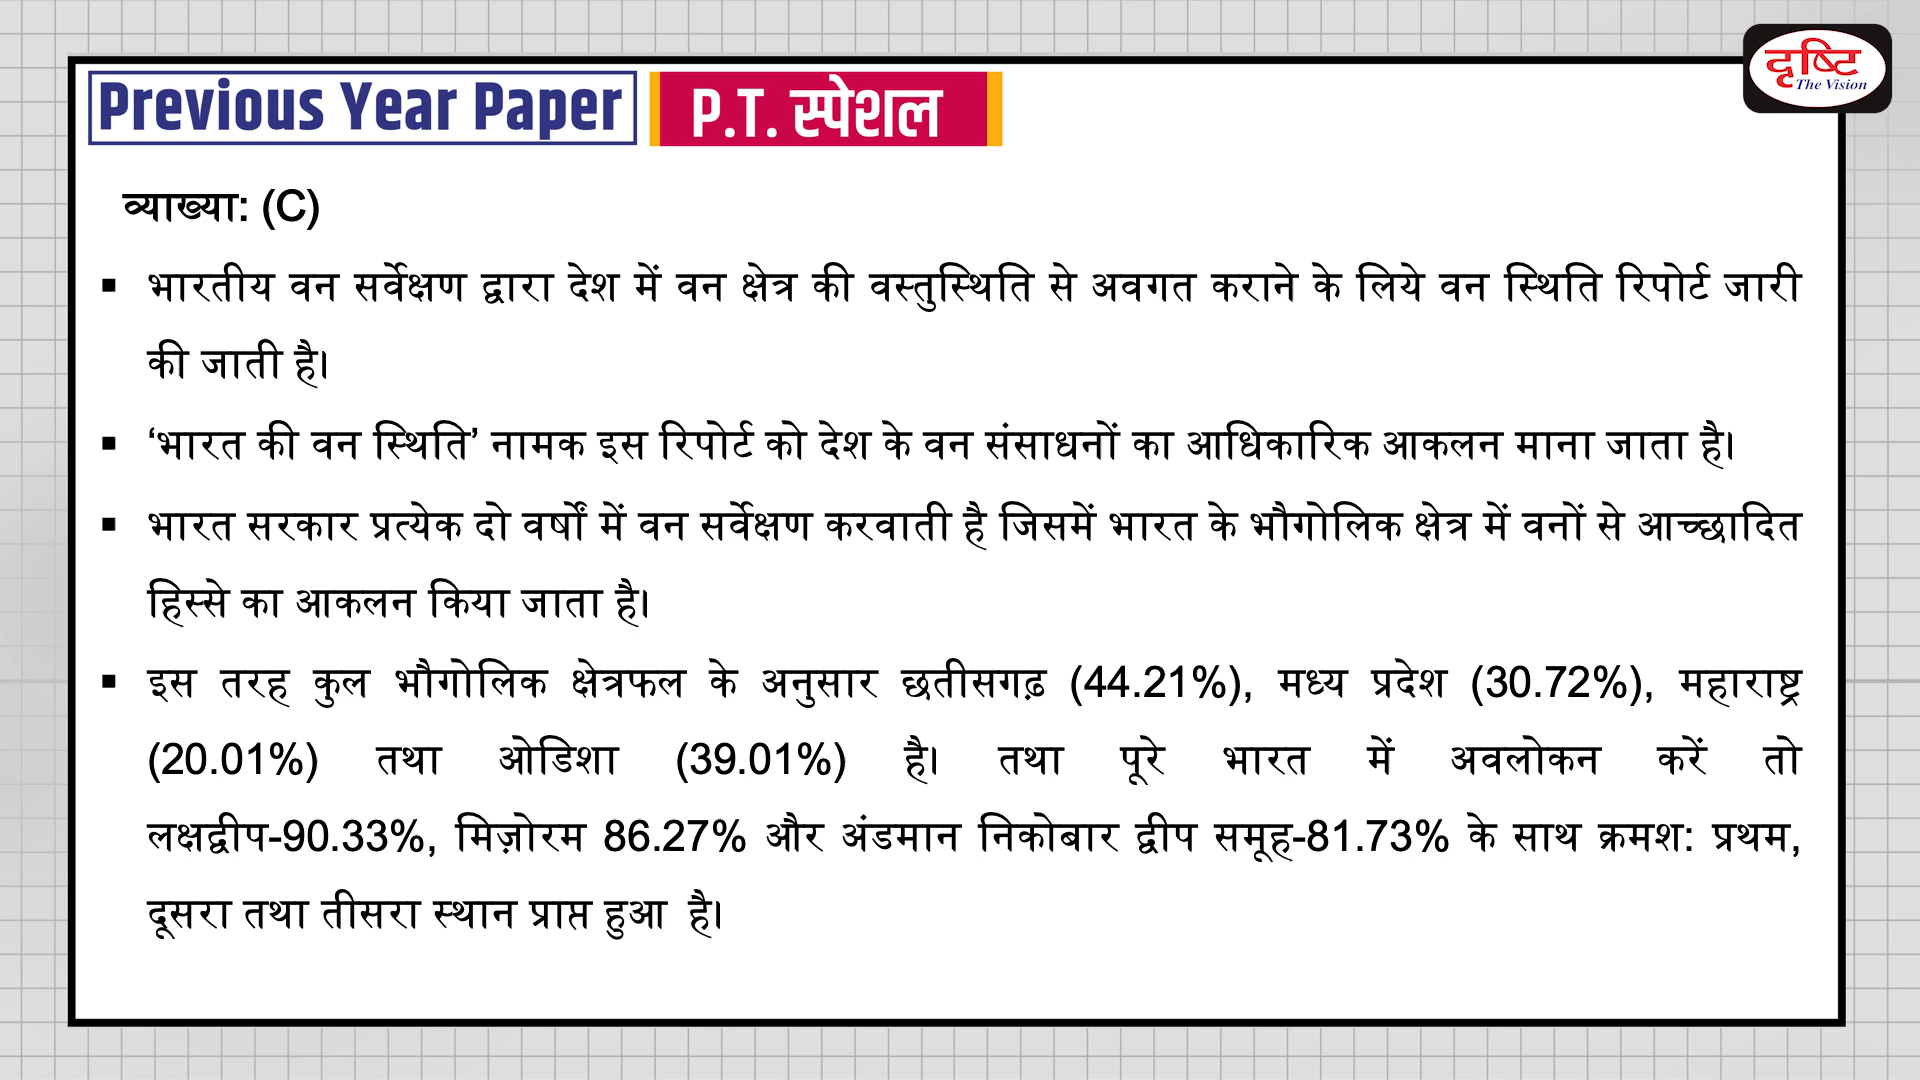 दृष्टि
The Vision
Previous Year Paper P.T. स्पेशल
व्याख्या: (C)
▪ भारतीय वन सर्वेक्षण द्वारा देश में वन क्षेत्र की वस्तुस्थिति से अवगत कराने के लिये वन स्थिति रिपोर्ट जारी
की जाती है।
▪ ‘भारत की वन स्थिति’ नामक इस रिपोर्ट को देश के वन संसाधनों का आधिकारिक आकलन माना जाता है।
▪ भारत सरकार प्रत्येक दो वर्षों में वन सर्वेक्षण करवाती है जिसमें भारत के भौगोलिक क्षेत्र में वनों से आच्छादित
हिस्से का आकलन किया जाता है।
▪ इस तरह कुल भौगोलिक क्षेत्रफल के अनुसार छतीसगढ़ (44.21%), मध्य प्रदेश (30.72%), महाराष्ट्र
(20.01%) तथा ओडिशा (39.01%) है। तथा पूरे भारत में अवलोकन करें तो
लक्षद्वीप-90.33%, मिज़ोरम 86.27% और अंडमान निकोबार द्वीप समूह-81.73% के साथ क्रमश: प्रथम,
दूसरा तथा तीसरा स्थान प्राप्त हुआ है।